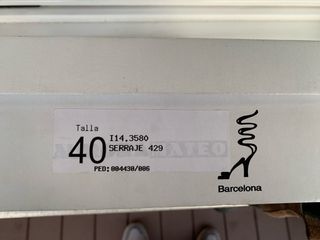 Talla
40
I14.3580
SERRAJE 429
PED:004430/006
Barcelona